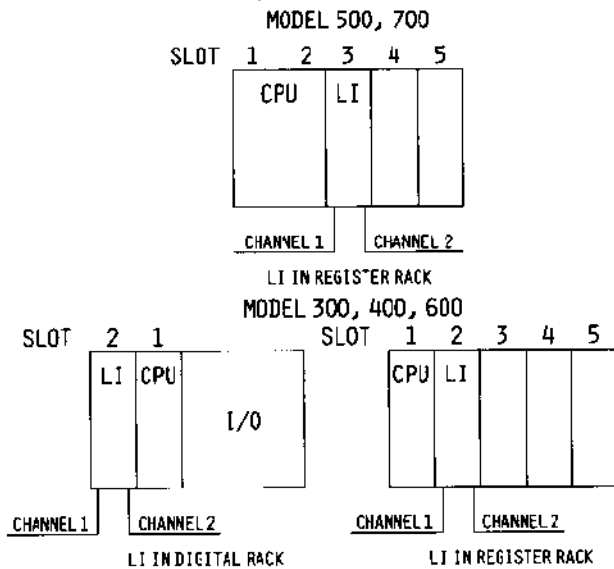 MODEL 500, 700
SLOT 1 2 3 4 5
CPU LI
CHANNEL 1 CHANNEL 2
LI IN REGISTER RACK
MODEL 300, 400, 600
SLOT 2 1
LI CPU
I/O
CHANNEL 1 CHANNEL 2
LI IN DIGITAL RACK
SLOT 1 2 3 4 5
CPU LI
CHANNEL 1 CHANNEL 2
LI IN REGISTER RACK